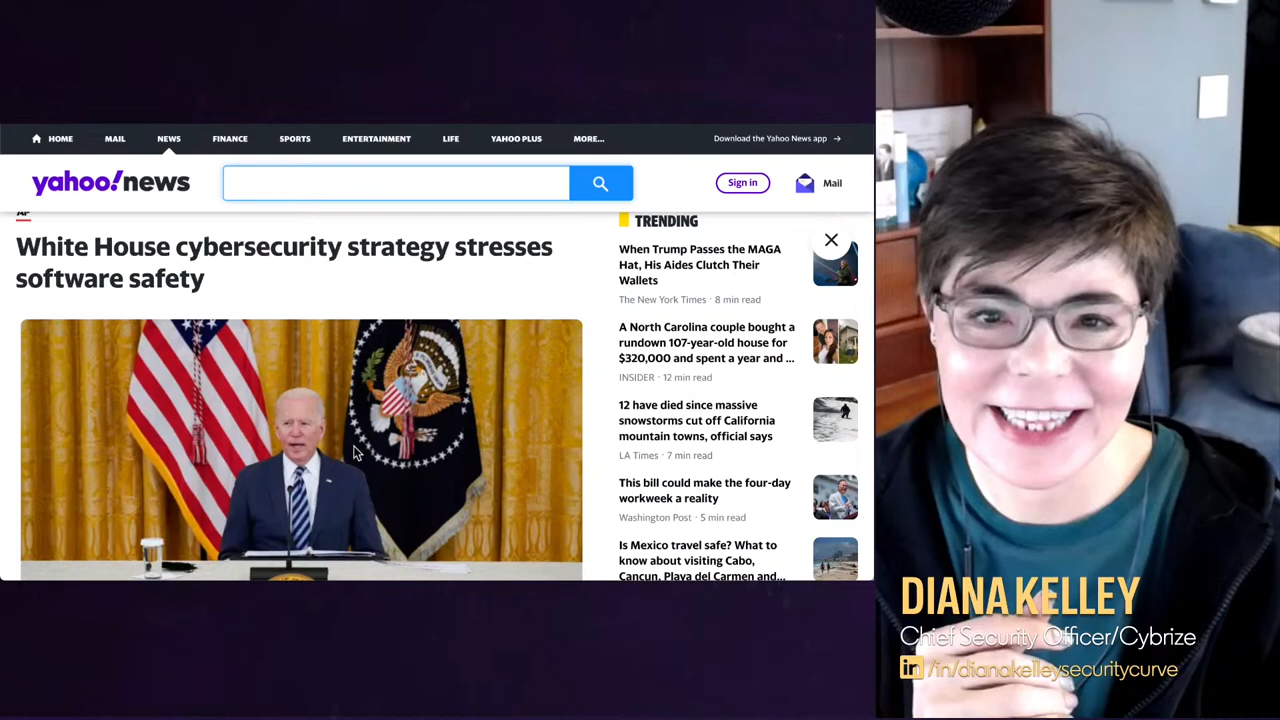 HOME MAIL NEWS FINANCE SPORTS ENTERTAINMENT LIFE YAHOO PLUS MORE... Download the Yahoo News app →
yahoo!news Sign in Mail
AP
White House cybersecurity strategy stresses
software safety
TRENDING
When Trump Passes the MAGA
Hat, His Aides Clutch Their
Wallets
The New York Times · 8 min read
A North Carolina couple bought a
rundown 107-year-old house for
$320,000 and spent a year and ...
INSIDER · 12 min read
12 have died since massive
snowstorms cut off California
mountain towns, official says
LA Times · 7 min read
This bill could make the four-day
workweek a reality
Washington Post · 5 min read
Is Mexico travel safe? What to
know about visiting Cabo,
Cancun, Playa del Carmen and...
DIANA KELLEY
Chief Security Officer/Cybrize
in /in/dianakelleysecuritycurve